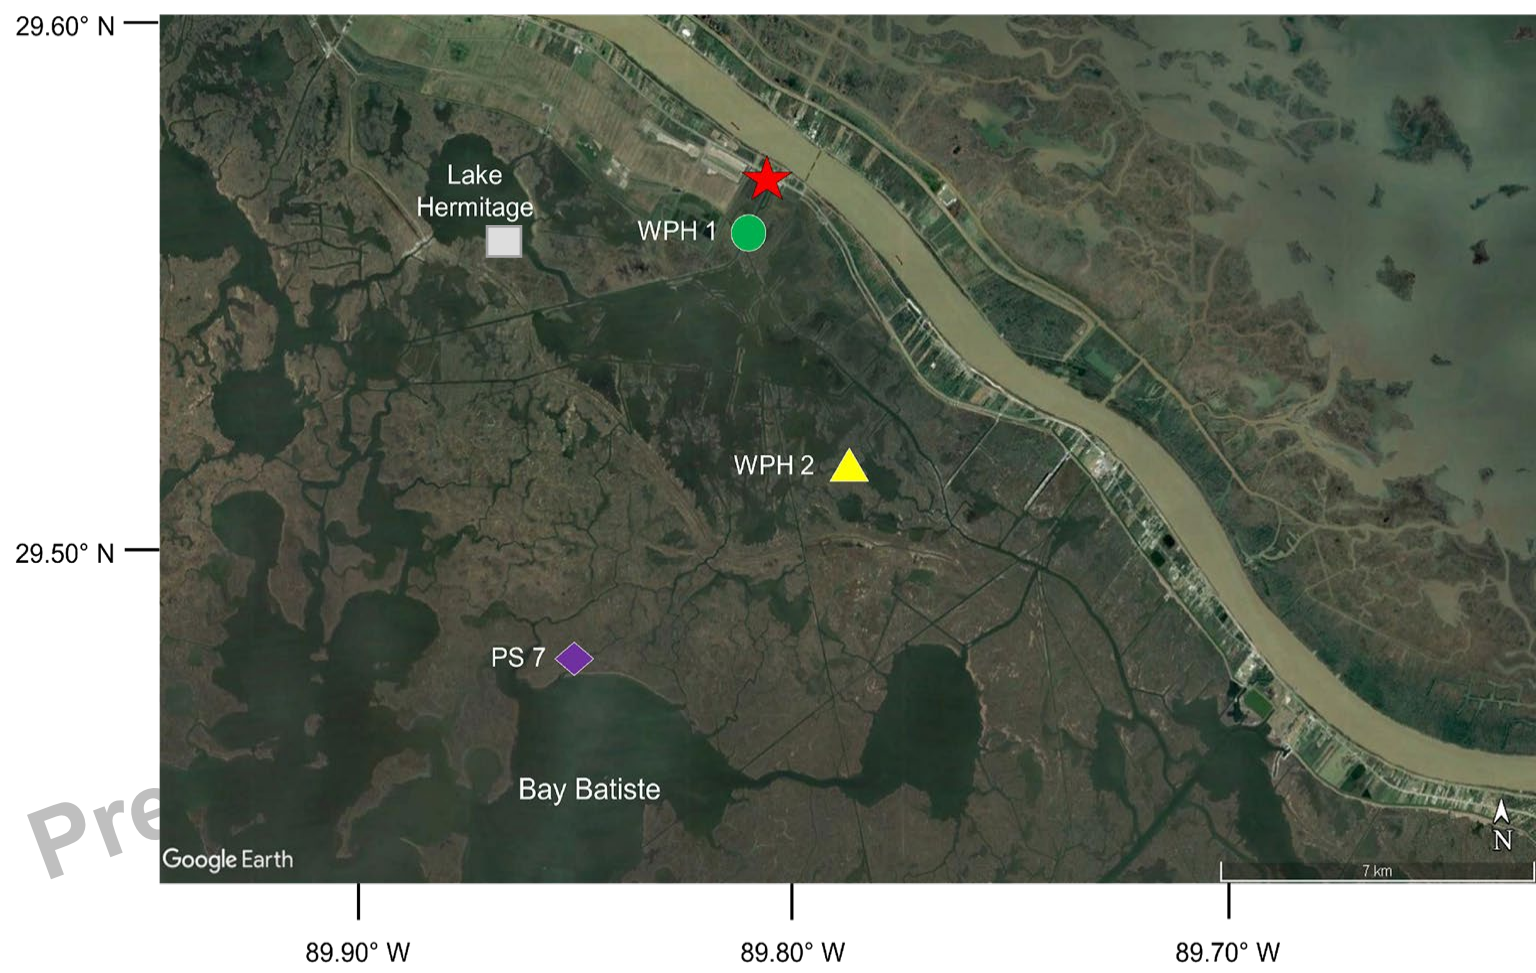 29.60° N
Lake
Hermitage
WPH 1
WPH 2
29.50° N
PS 7
Bay Batiste
Pre
Google Earth
N
7 km
89.90° W
89.80° W
89.70° W